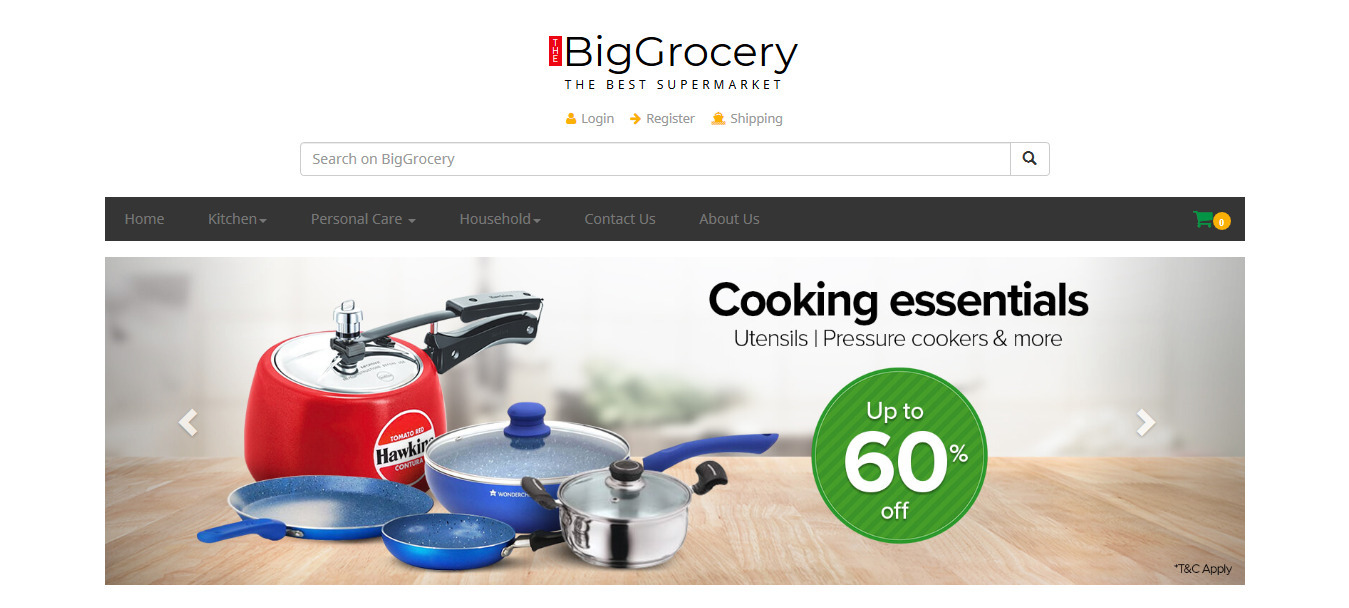 THE
BigGrocery
THE BEST SUPERMARKET
Login Register Shipping
Search on BigGrocery
Home Kitchen Personal Care Household Contact Us About Us 0
Cooking essentials
Utensils | Pressure cookers & more
TOMATO RED
Hawkins
CONTURA
Up to
60%
off
*T&C Apply